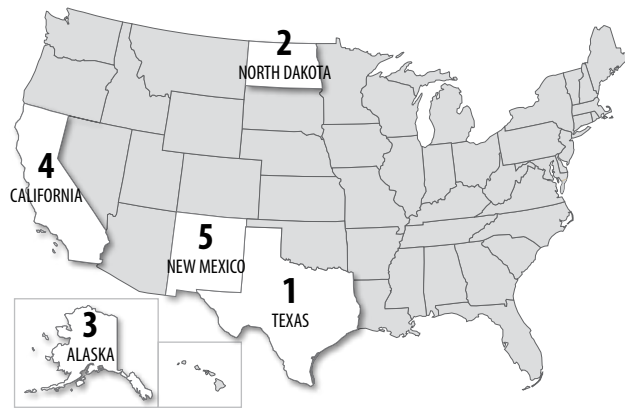 2
NORTH DAKOTA
4
CALIFORNIA
5
NEW MEXICO
1
TEXAS
3
ALASKA